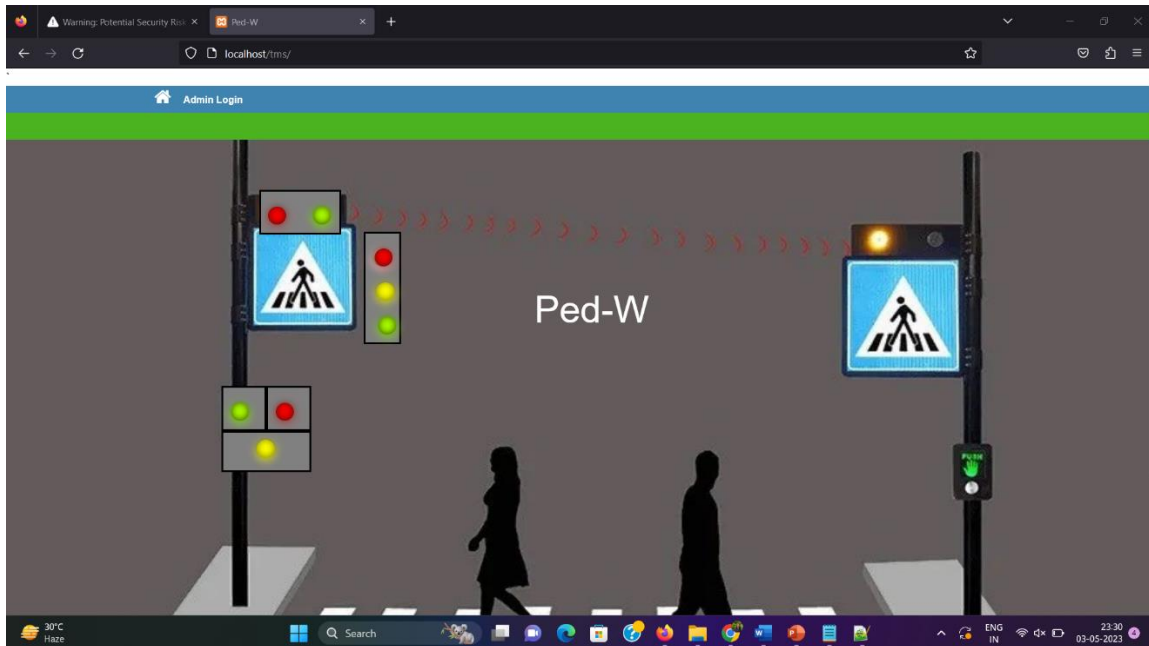 Warning: Potential Security Risk
Ped-W
localhost/tms/
Admin Login
Ped-W
PUSH
30°C
Haze
Search
ENG
IN
23:30
03-05-2023
4